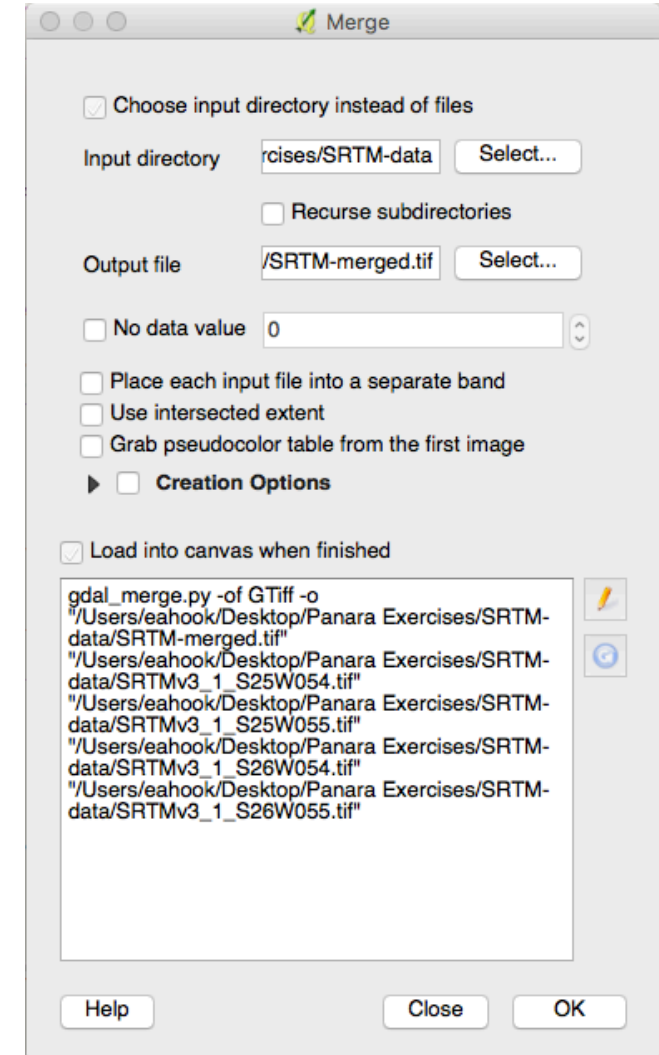 Merge
Choose input directory instead of files
Input directory rcises/SRTM-data Select...
Recurse subdirectories
Output file /SRTM-merged.tif Select...
No data value 0
Place each input file into a separate band
Use intersected extent
Grab pseudocolor table from the first image
Creation Options
Load into canvas when finished
gdal_merge.py -of GTiff -o
"/Users/eahook/Desktop/Panara Exercises/SRTM-
data/SRTM-merged.tif"
"/Users/eahook/Desktop/Panara Exercises/SRTM-
data/SRTMv3_1_S25W054.tif"
"/Users/eahook/Desktop/Panara Exercises/SRTM-
data/SRTMv3_1_S25W055.tif"
"/Users/eahook/Desktop/Panara Exercises/SRTM-
data/SRTMv3_1_S26W054.tif"
"/Users/eahook/Desktop/Panara Exercises/SRTM-
data/SRTMv3_1_S26W055.tif"
Help Close OK